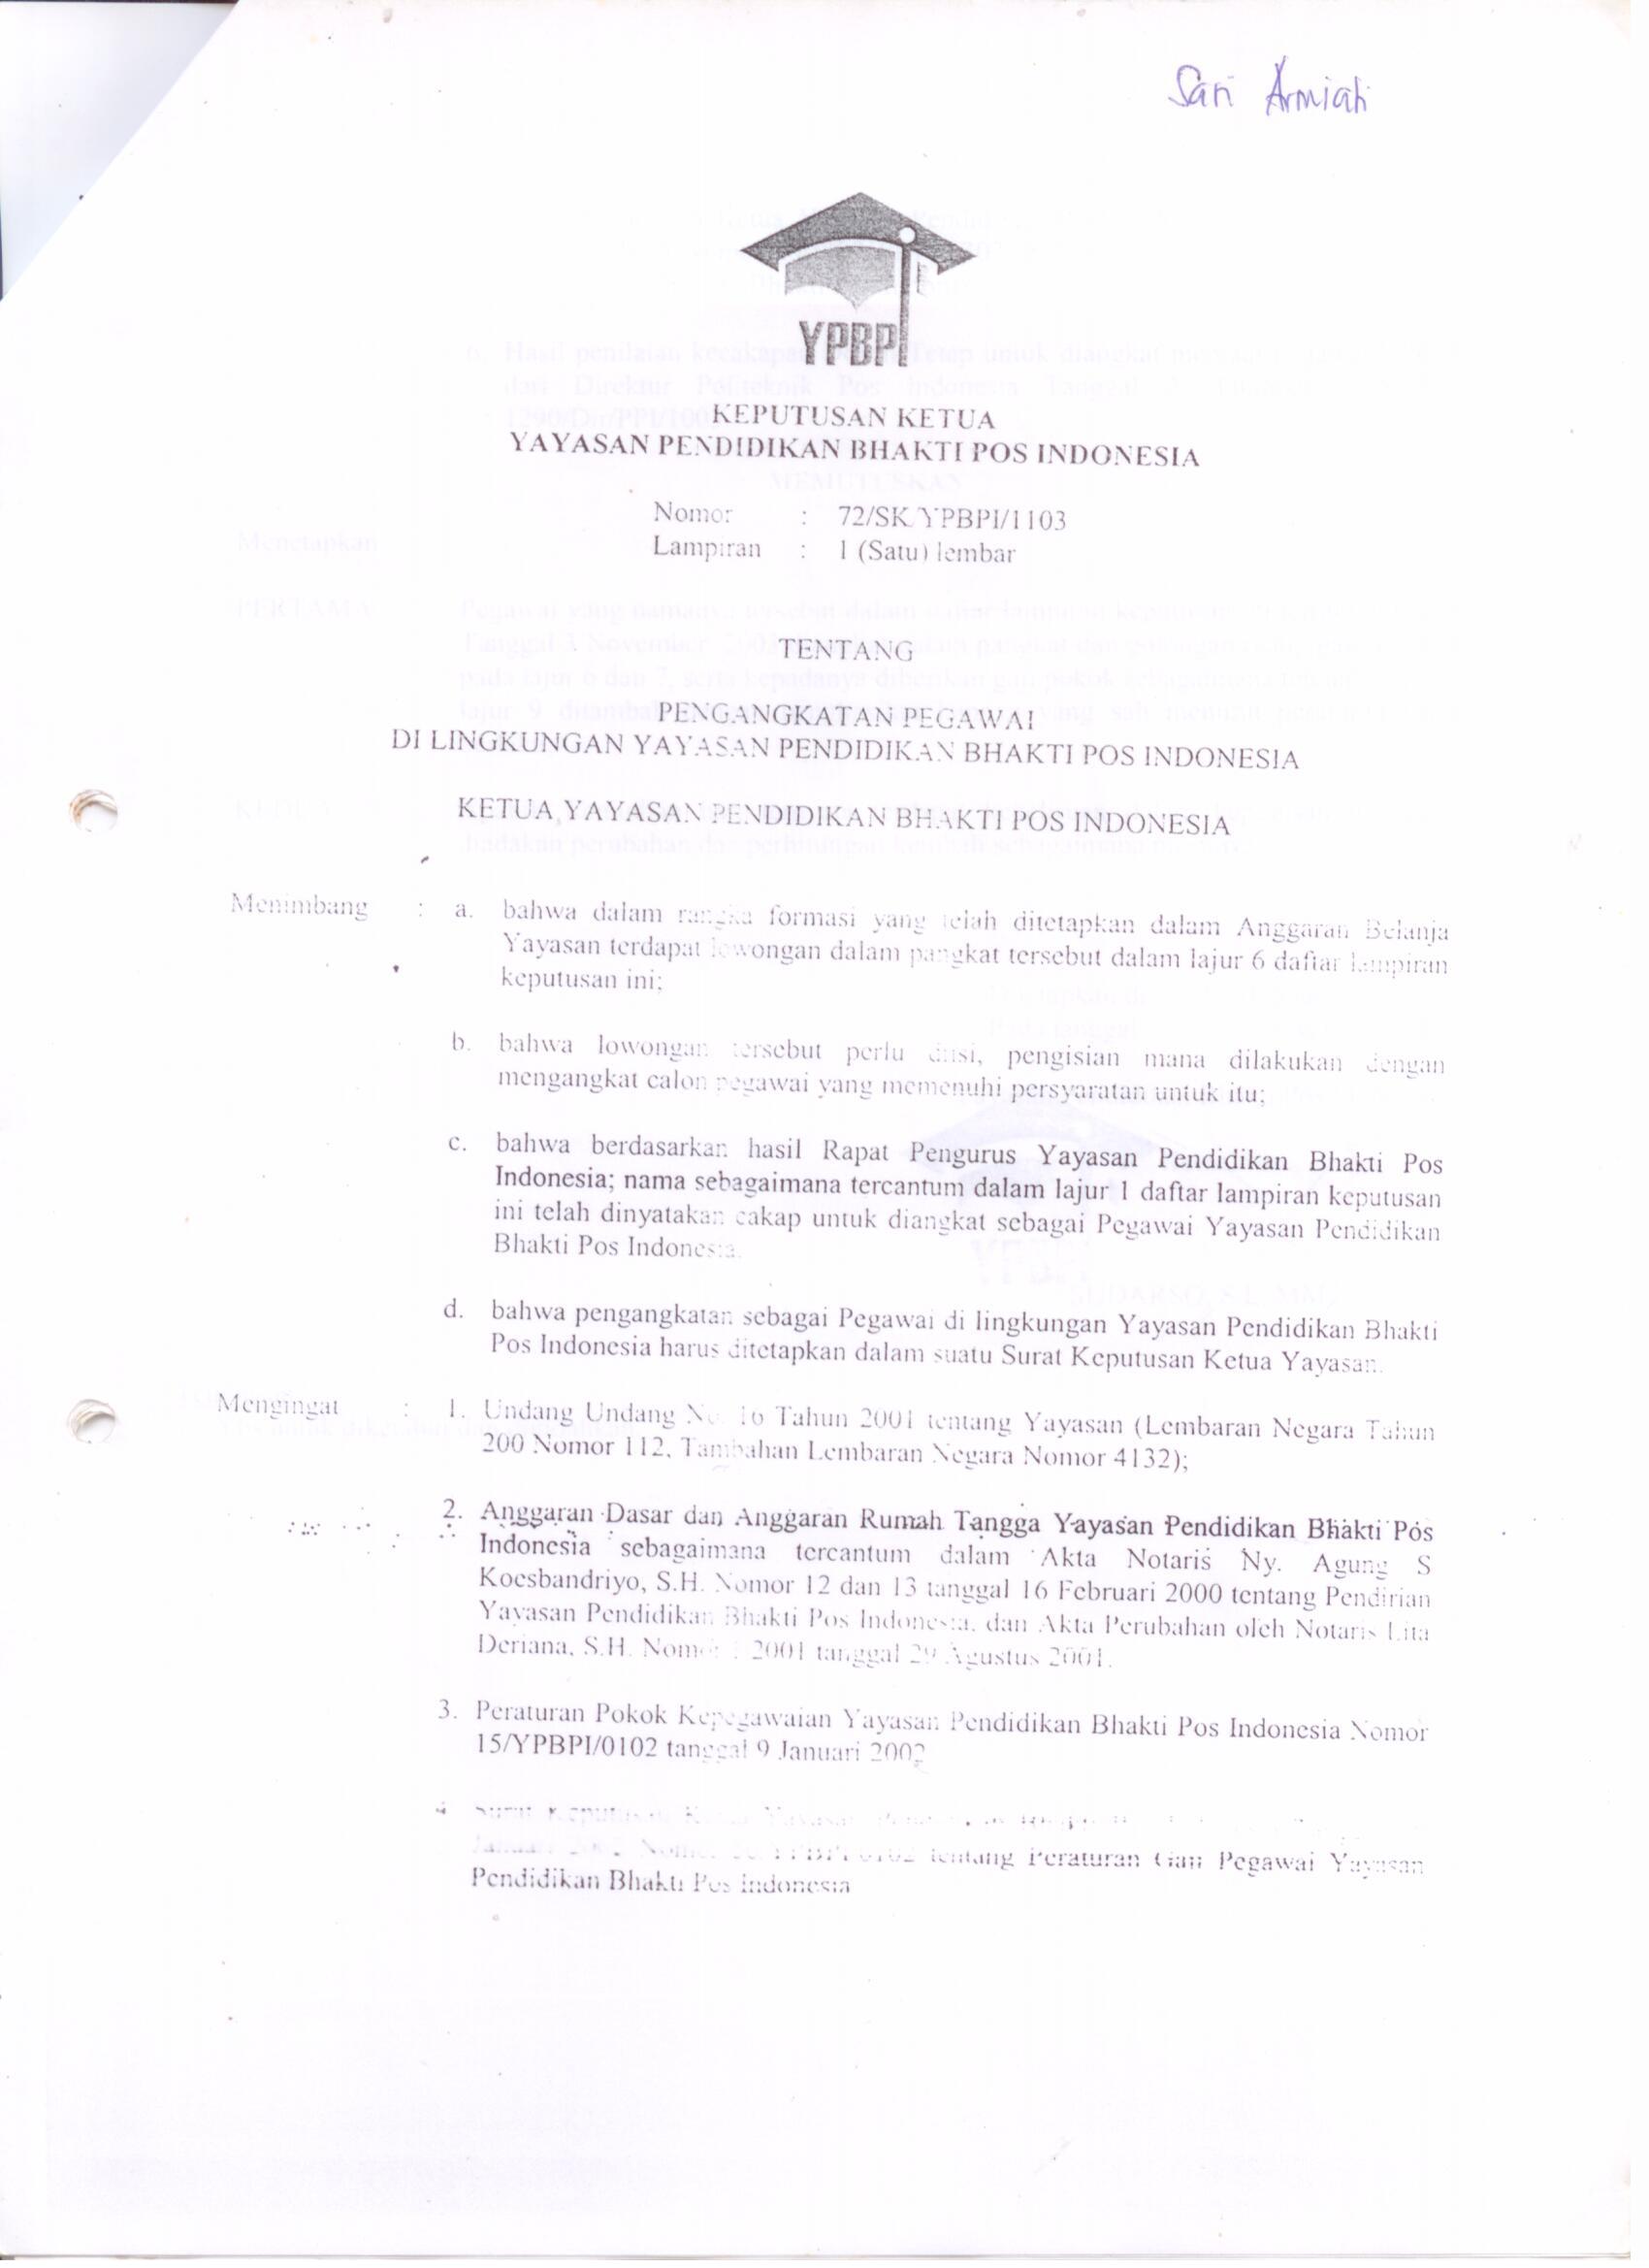 Sari Armiati
YPBPI
KEPUTUSAN KETUA
YAYASAN PENDIDIKAN BHAKTI POS INDONESIA
Nomor : 72/SK/YPBPI/1103
Lampiran : 1 (Satu) lembar
TENTANG
PENGANGKATAN PEGAWAI
DI LINGKUNGAN YAYASAN PENDIDIKAN BHAKTI POS INDONESIA
KETUA YAYASAN PENDIDIKAN BHAKTI POS INDONESIA
Menimbang : a. bahwa dalam rangka formasi yang telah ditetapkan dalam Anggaran Belanja
Yayasan terdapat lowongan dalam pangkat tersebut dalam lajur 6 daftar lampiran
keputusan ini;
b. bahwa lowongan tersebut perlu diisi, pengisian mana dilakukan dengan
mengangkat calon pegawai yang memenuhi persyaratan untuk itu;
c. bahwa berdasarkan hasil Rapat Pengurus Yayasan Pendidikan Bhakti Pos
Indonesia; nama sebagaimana tercantum dalam lajur 1 daftar lampiran keputusan
ini telah dinyatakan cakap untuk diangkat sebagai Pegawai Yayasan Pendidikan
Bhakti Pos Indonesia.
d. bahwa pengangkatan sebagai Pegawai di lingkungan Yayasan Pendidikan Bhakti
Pos Indonesia harus ditetapkan dalam suatu Surat Keputusan Ketua Yayasan.
Mengingat : 1. Undang Undang No. 16 Tahun 2001 tentang Yayasan (Lembaran Negara Tahun
200 Nomor 112, Tambahan Lembaran Negara Nomor 4132);
2. Anggaran Dasar dan Anggaran Rumah Tangga Yayasan Pendidikan Bhakti Pos
Indonesia sebagaimana tercantum dalam Akta Notaris Ny. Agung S
Koesbandriyo, S.H. Nomor 12 dan 13 tanggal 16 Februari 2000 tentang Pendirian
Yayasan Pendidikan Bhakti Pos Indonesia, dan Akta Perubahan oleh Notaris Lita
Deriana, S.H. Nomor 2001 tanggal 29 Agustus 2001.
3. Peraturan Pokok Kepegawaian Yayasan Pendidikan Bhakti Pos Indonesia Nomor
15/YPBPI/0102 tanggal 9 Januari 2002
4 Surat Keputusan Ketua Yayasan
Januari Nomor tentang Peraturan Gaji Pegawai Yayasan
Pendidikan Bhakti Pos Indonesia